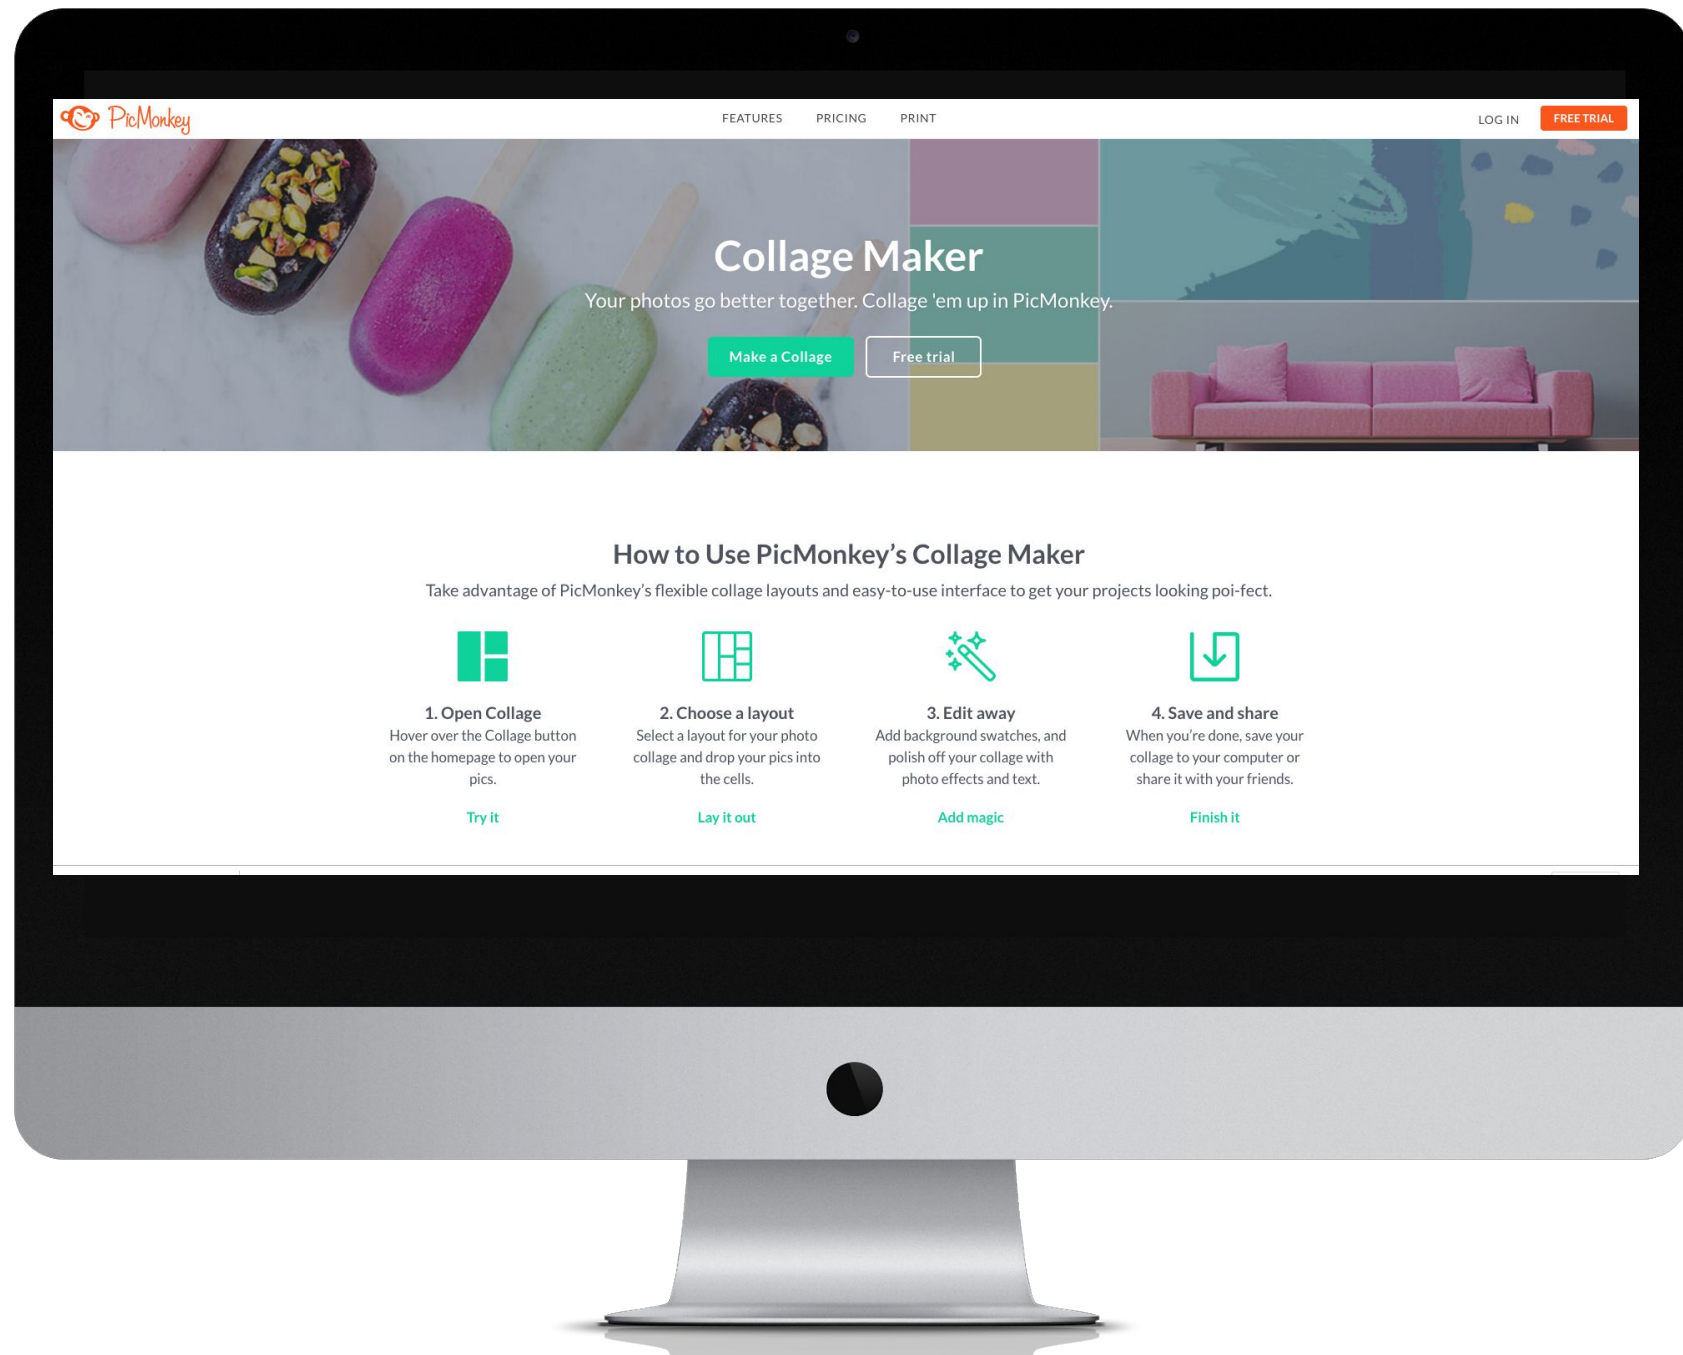 PicMonkey
FEATURES PRICING PRINT
LOG IN FREE TRIAL
Collage Maker
Your photos go better together. Collage 'em up in PicMonkey.
Make a Collage Free trial
How to Use PicMonkey’s Collage Maker
Take advantage of PicMonkey’s flexible collage layouts and easy-to-use interface to get your projects looking poi-fect.
1. Open Collage
Hover over the Collage button
on the homepage to open your
pics.
Try it
2. Choose a layout
Select a layout for your photo
collage and drop your pics into
the cells.
Lay it out
3. Edit away
Add background swatches, and
polish off your collage with
photo effects and text.
Add magic
4. Save and share
When you’re done, save your
collage to your computer or
share it with your friends.
Finish it